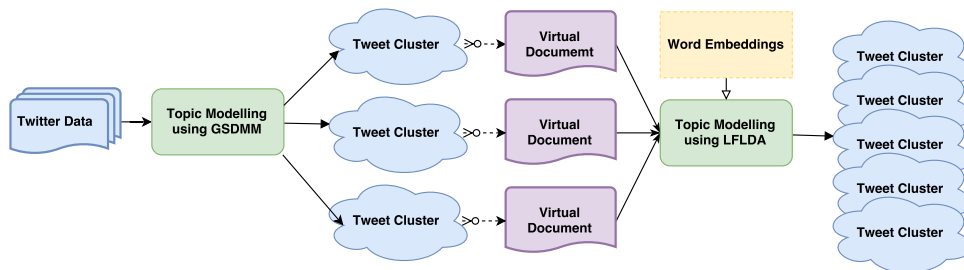 Twitter Data
Topic Modelling
using GSDMM
Tweet Cluster
Tweet Cluster
Tweet Cluster
Virtual
Documemt
Virtual
Document
Virtual
Document
Word Embeddings
Topic Modelling
using LFLDA
Tweet Cluster
Tweet Cluster
Tweet Cluster
Tweet Cluster
Tweet Cluster